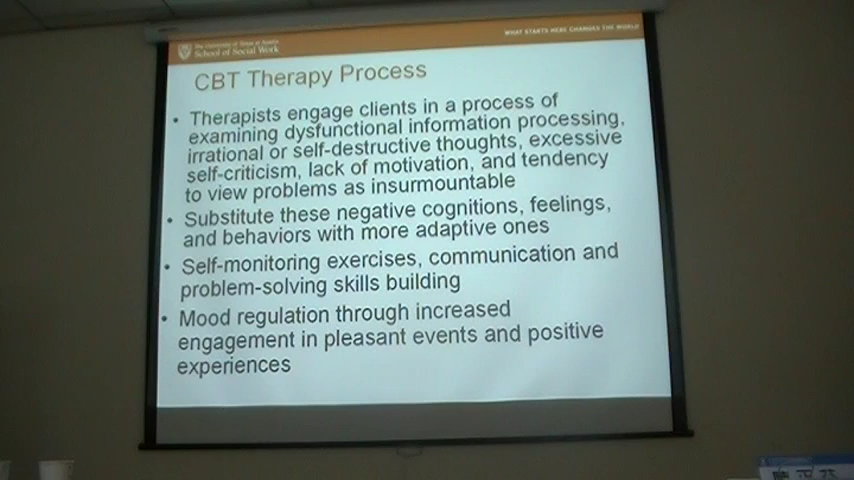 The University of Texas at Austin
School of Social Work
WHAT STARTS HERE CHANGES THE WORLD
CBT Therapy Process
• Therapists engage clients in a process of
examining dysfunctional information processing,
irrational or self-destructive thoughts, excessive
self-criticism, lack of motivation, and tendency
to view problems as insurmountable
• Substitute these negative cognitions, feelings,
and behaviors with more adaptive ones
• Self-monitoring exercises, communication and
problem-solving skills building
• Mood regulation through increased
engagement in pleasant events and positive
experiences